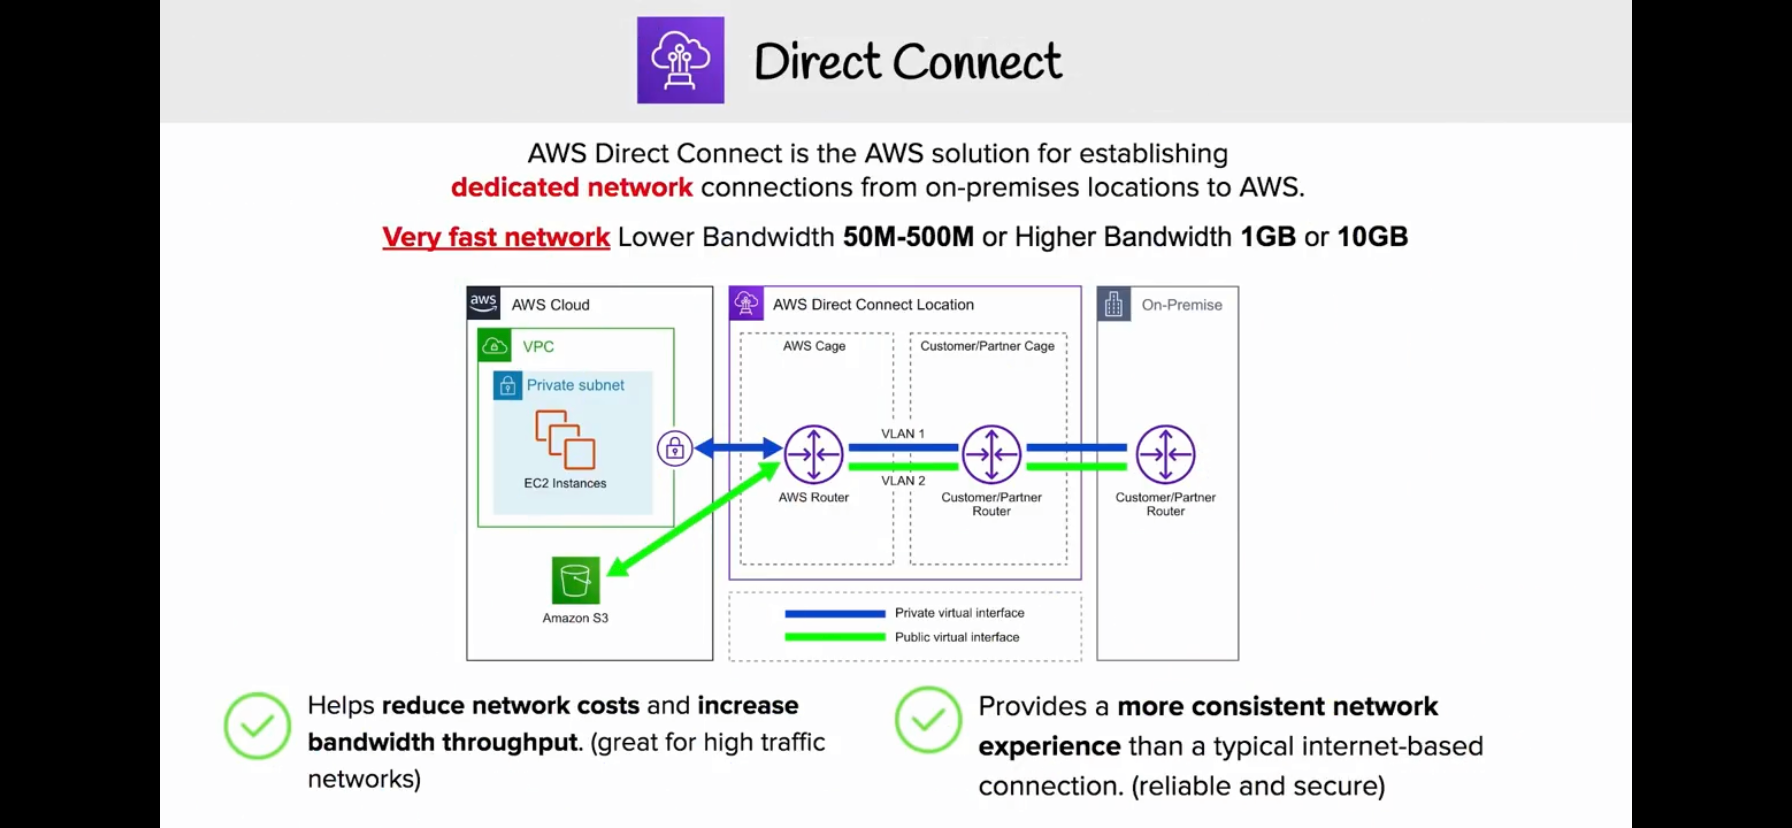 Direct Connect
AWS Direct Connect is the AWS solution for establishing
dedicated network connections from on-premises locations to AWS.
Very fast network Lower Bandwidth 50M-500M or Higher Bandwidth 1GB or 10GB
aws
AWS Cloud
VPC
Private subnet
EC2 Instances
Amazon S3
AWS Direct Connect Location
AWS Cage
Customer/Partner Cage
VLAN 1
VLAN 2
AWS Router
Customer/Partner
Router
On-Premise
Customer/Partner
Router
Private virtual interface
Public virtual interface
Helps reduce network costs and increase
bandwidth throughput. (great for high traffic
networks)
Provides a more consistent network
experience than a typical internet-based
connection. (reliable and secure)